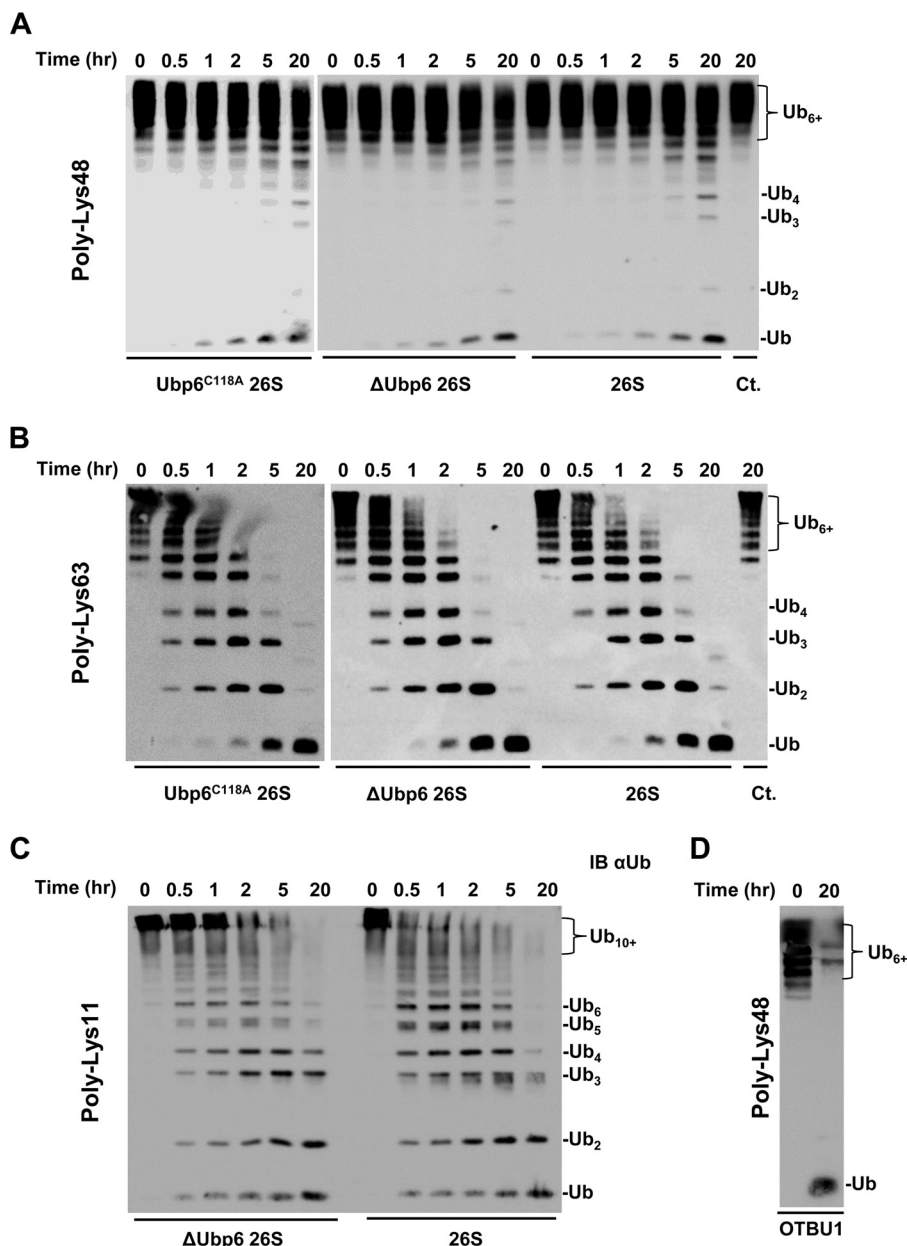 A
Time (hr) 0 0.5 1 2 5 20 0 0.5 1 2 5 20 0 0.5 1 2 5 20 20
Poly-Lys48
Ub6+
-Ub4
-Ub3
-Ub2
-Ub
Ubp6C118A 26S ΔUbp6 26S 26S Ct.
B
Time (hr) 0 0.5 1 2 5 20 0 0.5 1 2 5 20 0 0.5 1 2 5 20 20
Poly-Lys63
Ub6+
-Ub4
-Ub3
-Ub2
-Ub
Ubp6C118A 26S ΔUbp6 26S 26S Ct.
C
IB αUb
Time (hr) 0 0.5 1 2 5 20 0 0.5 1 2 5 20
Poly-Lys11
Ub10+
-Ub6
-Ub5
-Ub4
-Ub3
-Ub2
-Ub
ΔUbp6 26S 26S
D
Time (hr) 0 20
Poly-Lys48
Ub6+
-Ub
OTBU1